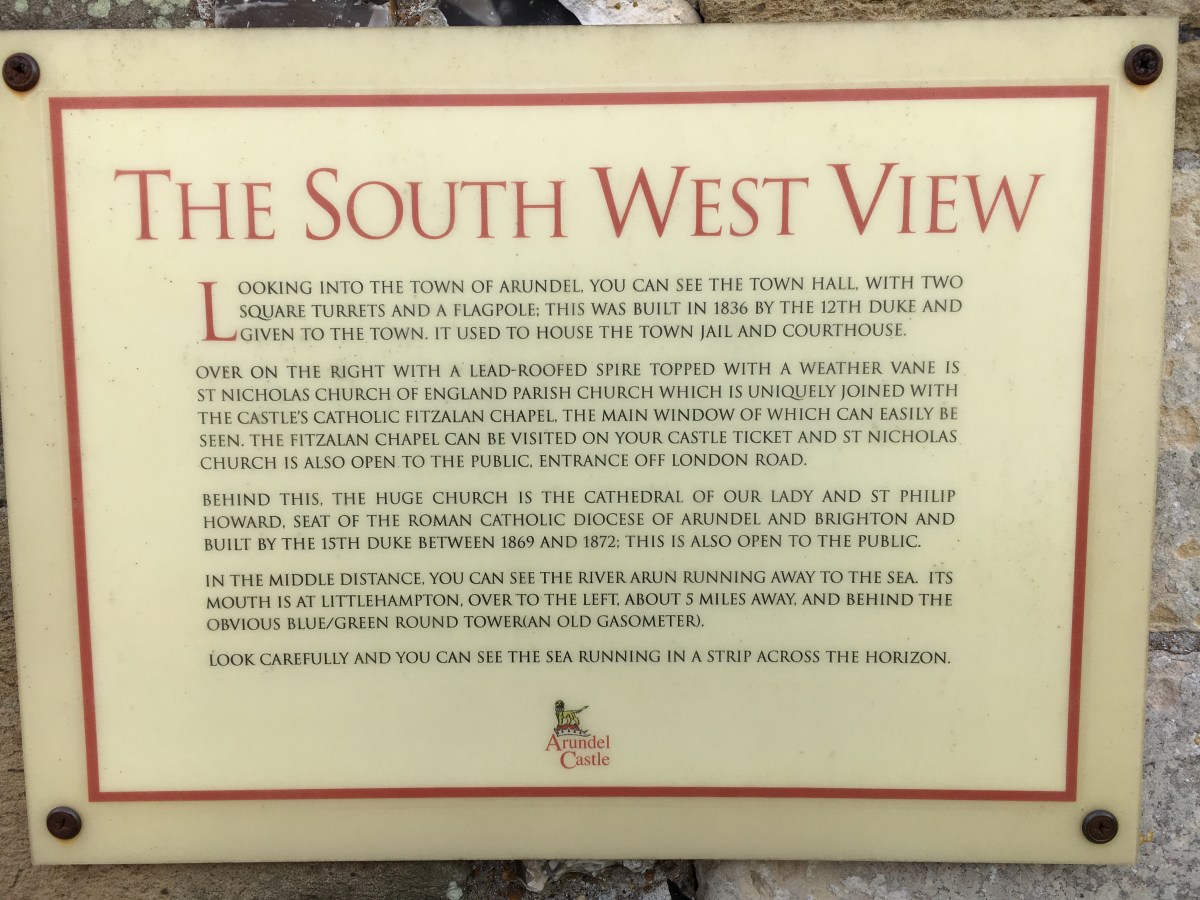 THE SOUTH WEST VIEW
LOOKING INTO THE TOWN OF ARUNDEL, YOU CAN SEE THE TOWN HALL, WITH TWO
SQUARE TURRETS AND A FLAGPOLE; THIS WAS BUILT IN 1836 BY THE 12TH DUKE AND
GIVEN TO THE TOWN. IT USED TO HOUSE THE TOWN JAIL AND COURTHOUSE.
OVER ON THE RIGHT WITH A LEAD-ROOFED SPIRE TOPPED WITH A WEATHER VANE IS
ST NICHOLAS CHURCH OF ENGLAND PARISH CHURCH WHICH IS UNIQUELY JOINED WITH
THE CASTLE'S CATHOLIC FITZALAN CHAPEL, THE MAIN WINDOW OF WHICH CAN EASILY BE
SEEN. THE FITZALAN CHAPEL CAN BE VISITED ON YOUR CASTLE TICKET AND ST NICHOLAS
CHURCH IS ALSO OPEN TO THE PUBLIC, ENTRANCE OFF LONDON ROAD.
BEHIND THIS, THE HUGE CHURCH IS THE CATHEDRAL OF OUR LADY AND ST PHILIP
HOWARD, SEAT OF THE ROMAN CATHOLIC DIOCESE OF ARUNDEL AND BRIGHTON AND
BUILT BY THE 15TH DUKE BETWEEN 1869 AND 1872; THIS IS ALSO OPEN TO THE PUBLIC.
IN THE MIDDLE DISTANCE, YOU CAN SEE THE RIVER ARUN RUNNING AWAY TO THE SEA. ITS
MOUTH IS AT LITTLEHAMPTON, OVER TO THE LEFT, ABOUT 5 MILES AWAY, AND BEHIND THE
OBVIOUS BLUE/GREEN ROUND TOWER(AN OLD GASOMETER).
LOOK CAREFULLY AND YOU CAN SEE THE SEA RUNNING IN A STRIP ACROSS THE HORIZON.
Arundel
Castle